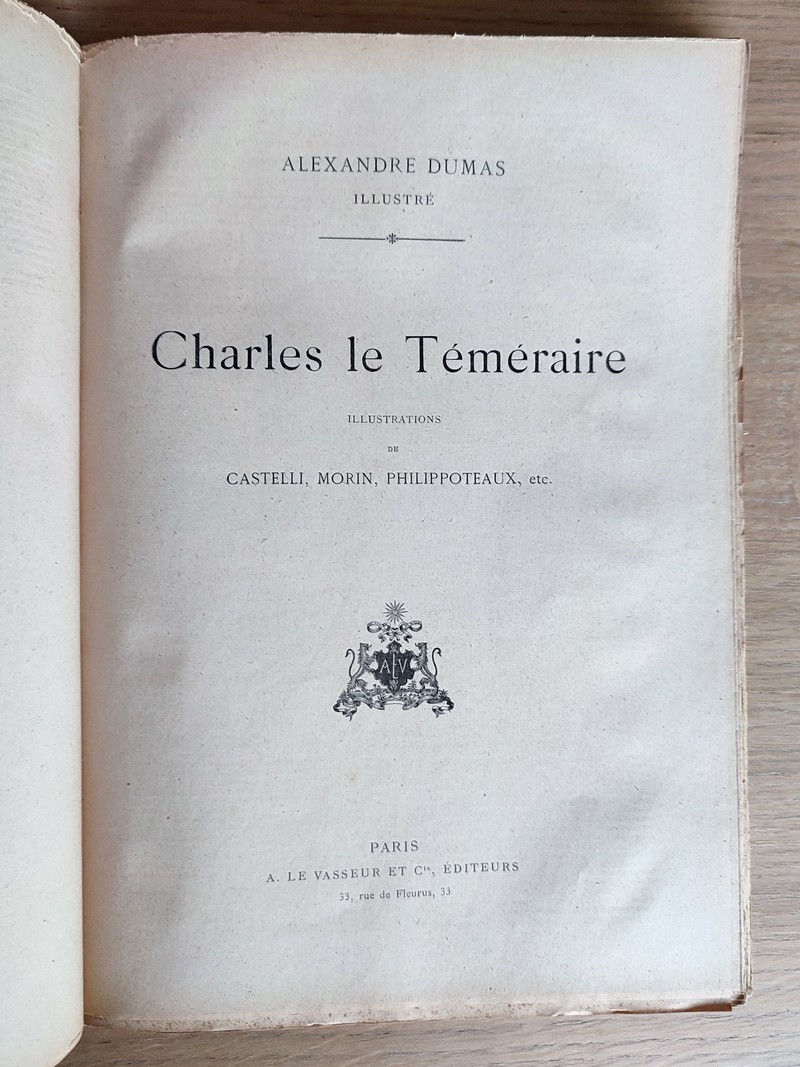 ALEXANDRE DUMAS
ILLUSTRÉ
Charles le Téméraire
ILLUSTRATIONS
DE
CASTELLI, MORIN, PHILIPPOTEAUX, etc.
ALV
PARIS
A. LE VASSEUR ET Cie, ÉDITEURS
33, rue de Fleurus, 33